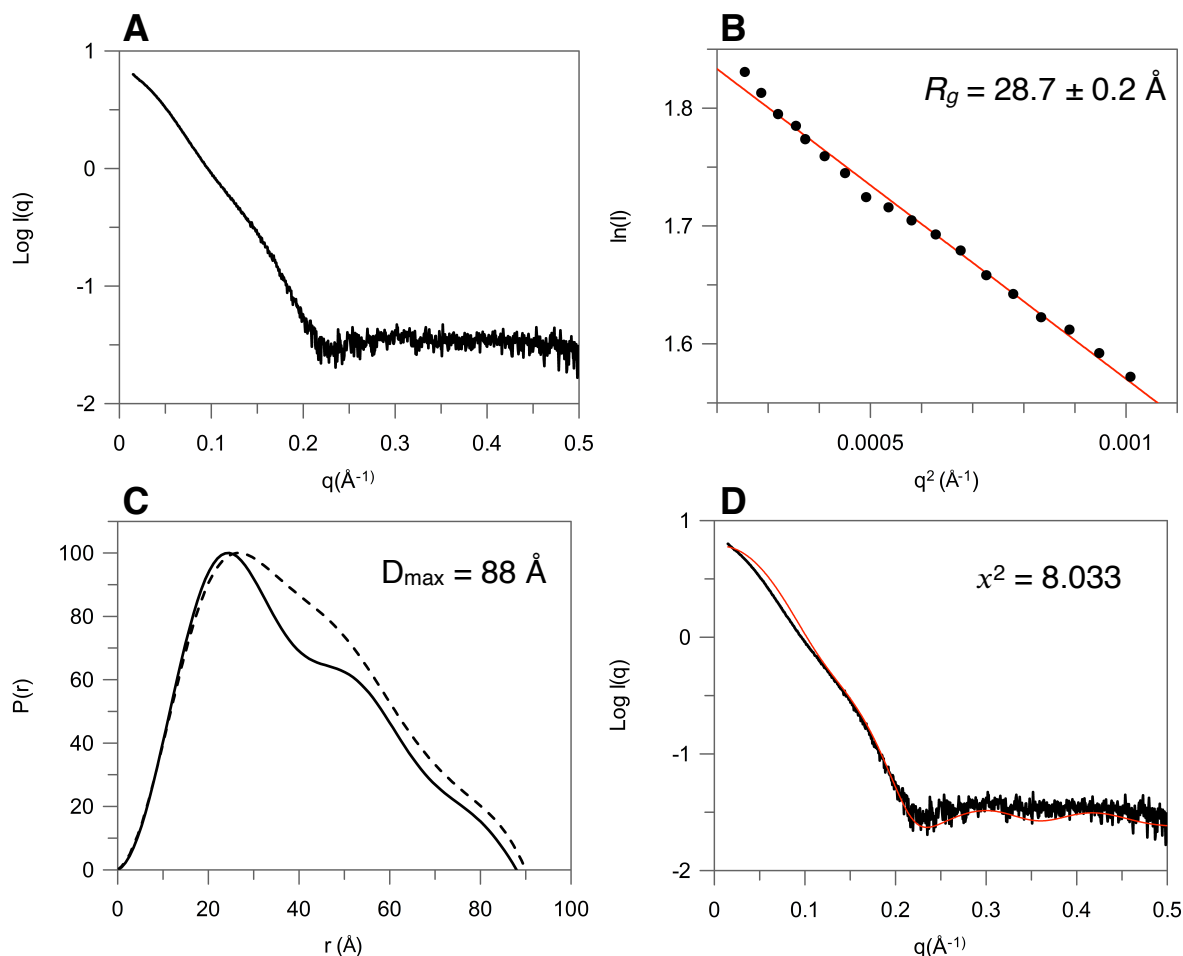 A
1
0
-1
-2
Log I(q)
0 0.1 0.2 0.3 0.4 0.5
q(Å-1)
B
Rg = 28.7 ± 0.2 Å
1.8
1.7
1.6
ln(I)
0.0005 0.001
q2 (Å-1)
C
Dmax = 88 Å
100
80
60
40
20
0
P(r)
0 20 40 60 80 100
r (Å)
D
x2 = 8.033
1
0
-1
-2
Log I(q)
0 0.1 0.2 0.3 0.4 0.5
q(Å-1)